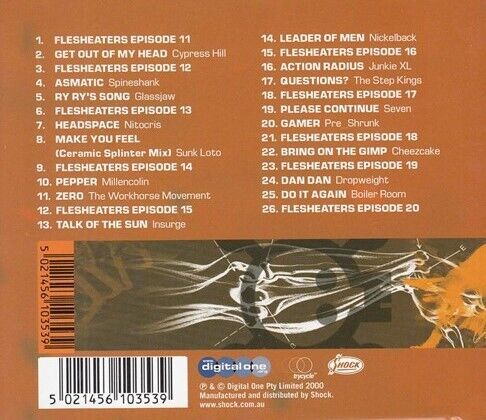 1. FLESHEATERS EPISODE 11
2. GET OUT OF MY HEAD Cypress Hill
3. FLESHEATERS EPISODE 12
4. ASMATIC Spineshank
5. RY RY'S SONG Glassjaw
6. FLESHEATERS EPISODE 13
7. HEADSPACE Nitocris
8. MAKE YOU FEEL
(Ceramic Splinter Mix) Sunk Loto
9. FLESHEATERS EPISODE 14
10. PEPPER Millencolin
11. ZERO The Workhorse Movement
12. FLESHEATERS EPISODE 15
13. TALK OF THE SUN Insurge
14. LEADER OF MEN Nickelback
15. FLESHEATERS EPISODE 16
16. ACTION RADIUS Junkie XL
17. QUESTIONS? The Step Kings
18. FLESHEATERS EPISODE 17
19. PLEASE CONTINUE Seven
20. GAMER Pre Shrunk
21. FLESHEATERS EPISODE 18
22. BRING ON THE GIMP Cheezcake
23. FLESHEATERS EPISODE 19
24. DAN DAN Dropweight
25. DO IT AGAIN Boiler Room
26. FLESHEATERS EPISODE 20
5021456103539
5 021456 103539
digital one
trycycle
SHOCK
℗ & © Digital One Pty Limited 2000
Manufactured and distributed by Shock.
www.shock.com.au